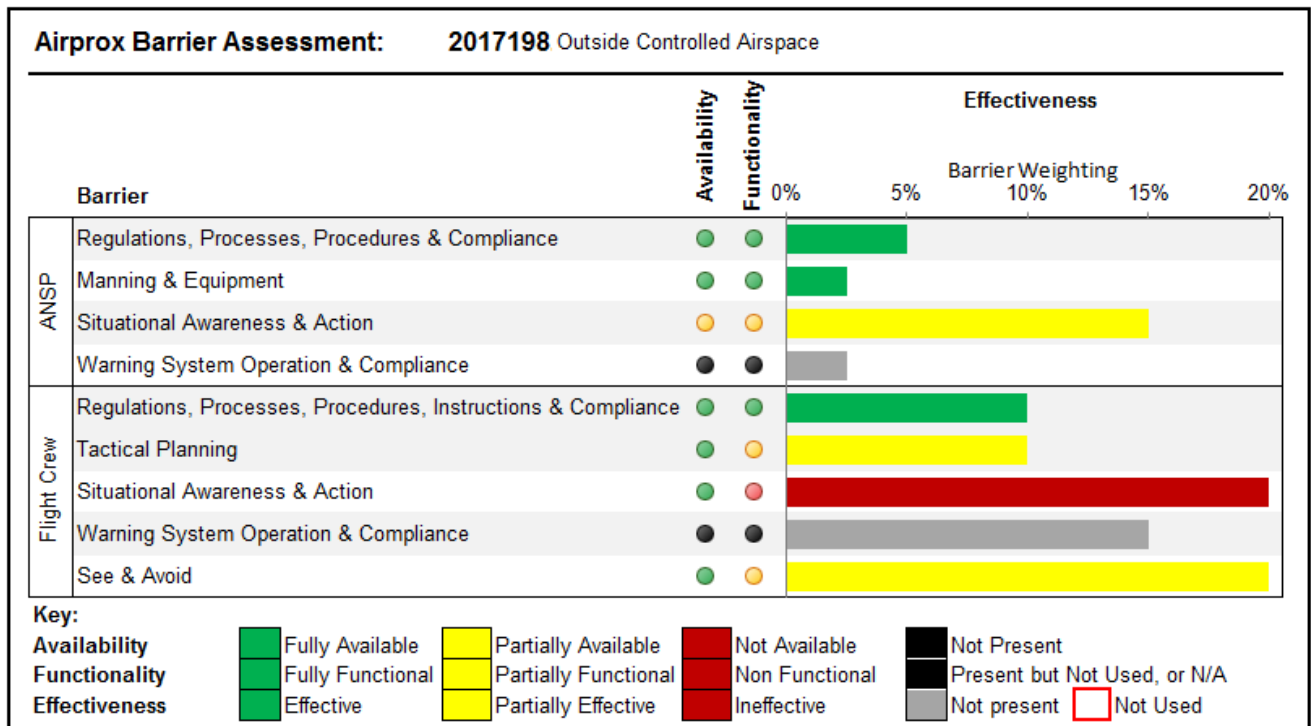 Airprox Barrier Assessment: 2017198 Outside Controlled Airspace
Availability
Functionality
Effectiveness
Barrier Weighting
Barrier
0% 5% 10% 15% 20%
ANSP
Regulations, Processes, Procedures & Compliance
Manning & Equipment
Situational Awareness & Action
Warning System Operation & Compliance
Flight Crew
Regulations, Processes, Procedures, Instructions & Compliance
Tactical Planning
Situational Awareness & Action
Warning System Operation & Compliance
See & Avoid
Key:
Availability Fully Available Partially Available Not Available Not Present
Functionality Fully Functional Partially Functional Non Functional Present but Not Used, or N/A
Effectiveness Effective Partially Effective Ineffective Not present Not Used